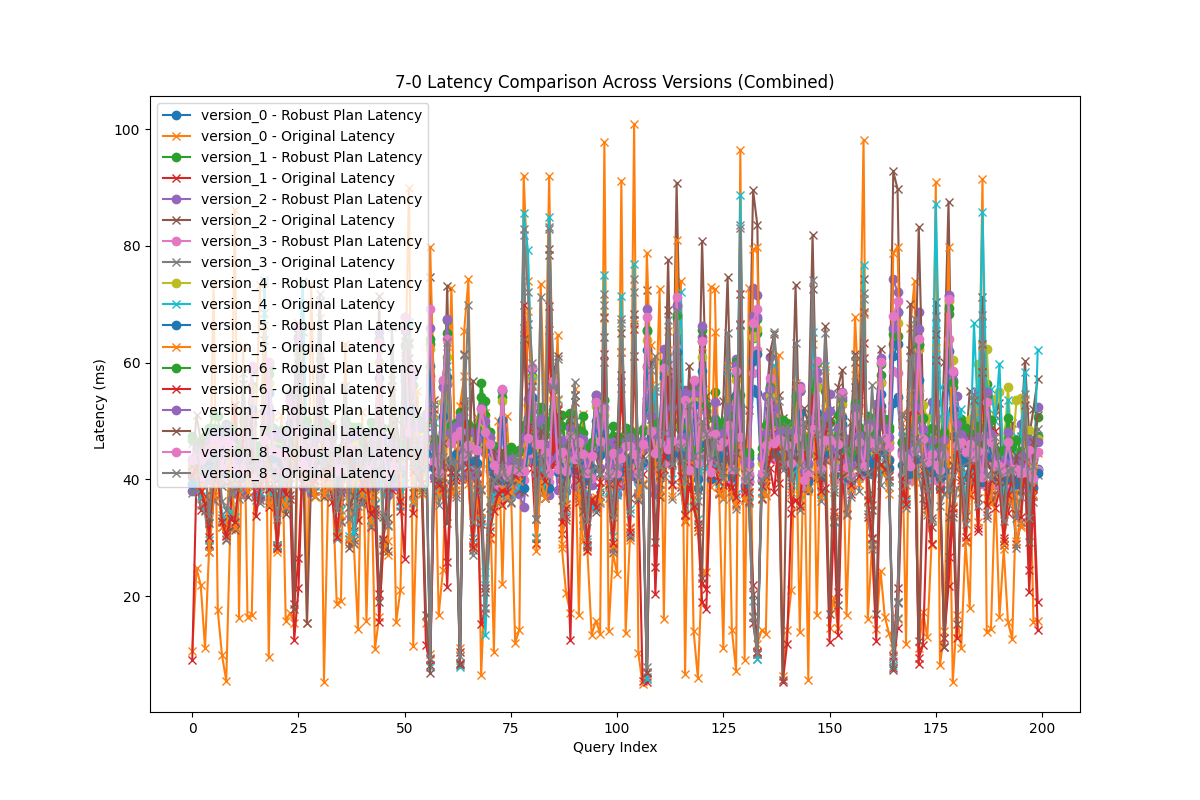 7-0 Latency Comparison Across Versions (Combined)
version_0 - Robust Plan Latency
version_0 - Original Latency
version_1 - Robust Plan Latency
version_1 - Original Latency
version_2 - Robust Plan Latency
version_2 - Original Latency
version_3 - Robust Plan Latency
version_3 - Original Latency
version_4 - Robust Plan Latency
version_4 - Original Latency
version_5 - Robust Plan Latency
version_5 - Original Latency
version_6 - Robust Plan Latency
version_6 - Original Latency
version_7 - Robust Plan Latency
version_7 - Original Latency
version_8 - Robust Plan Latency
version_8 - Original Latency
100
80
60
40
20
Latency (ms)
0 25 50 75 100 125 150 175 200
Query Index